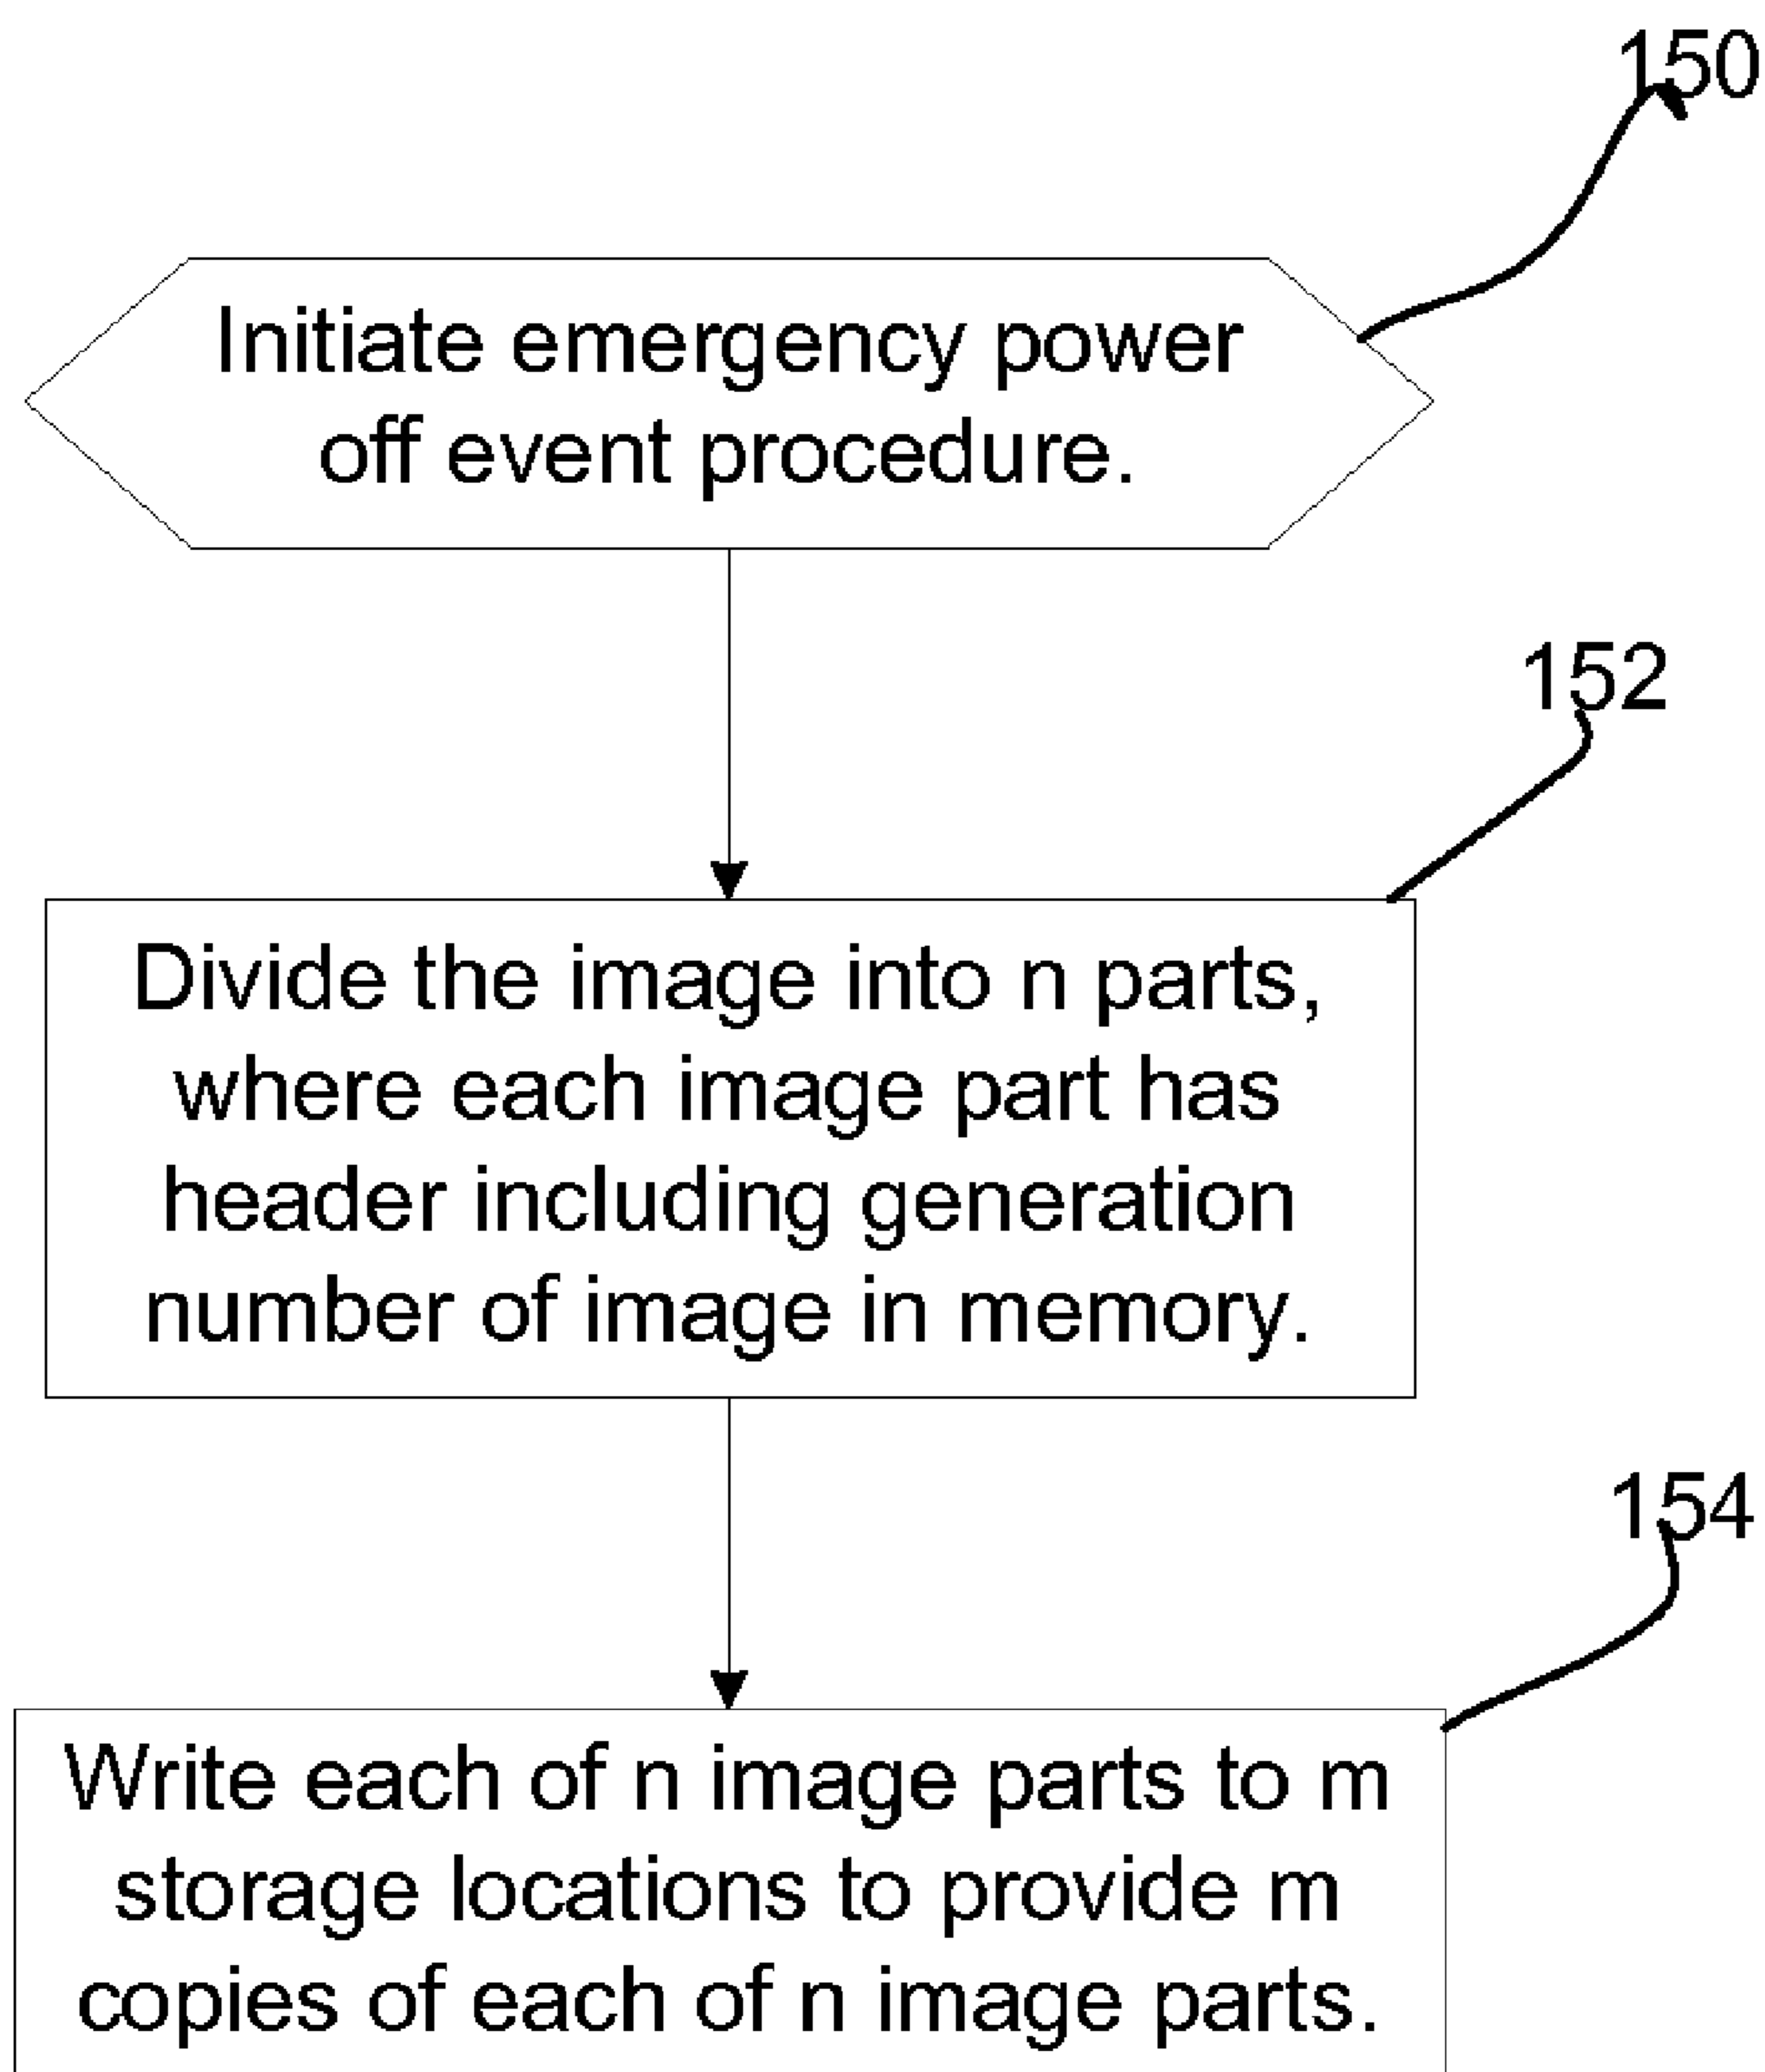 150
Initiate emergency power
off event procedure.
152
Divide the image into n parts,
where each image part has
header including generation
number of image in memory.
154
Write each of n image parts to m
storage locations to provide m
copies of each of n image parts.